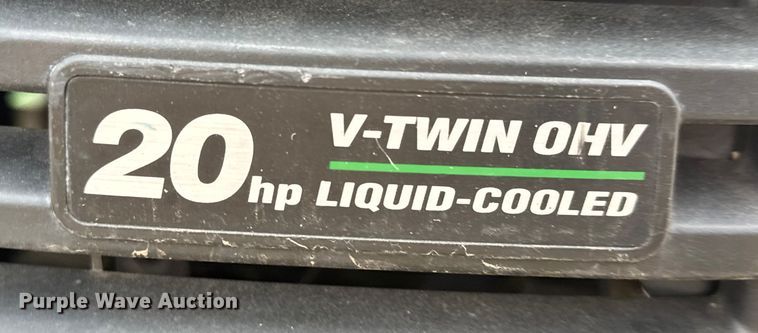 20 hp V-TWIN OHV
LIQUID-COOLED
Purple Wave Auction